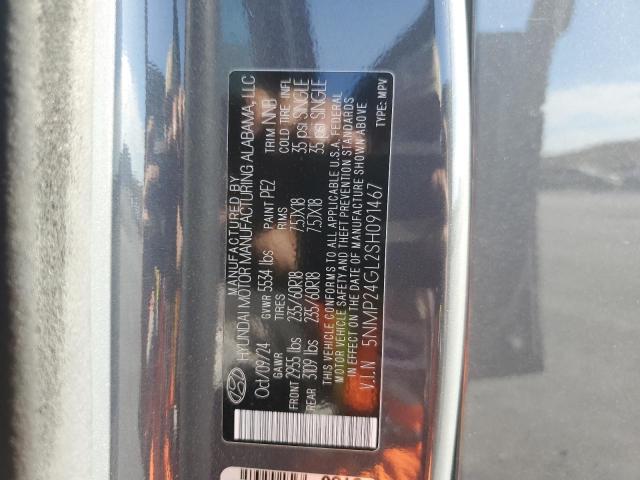 MANUFACTURED BY
HYUNDAI MOTOR MANUFACTURING ALABAMA, LLC
Oct/09/24 GVWR 5534 lbs PAINT PE2 TRIM NNB
GAWR TIRES RIMS COLD TIRE INFL
FRONT 2955 lbs 235/60R18 7.5JX18 35 psi SINGLE
REAR 3109 lbs 235/60R18 7.5JX18 35 psi SINGLE
THIS VEHICLE CONFORMS TO ALL APPLICABLE U.S.A. FEDERAL
MOTOR VEHICLE SAFETY AND THEFT PREVENTION STANDARDS
IN EFFECT ON THE DATE OF MANUFACTURE SHOWN ABOVE
V.I.N 5NMP24GL2SH091467 TYPE: MPV